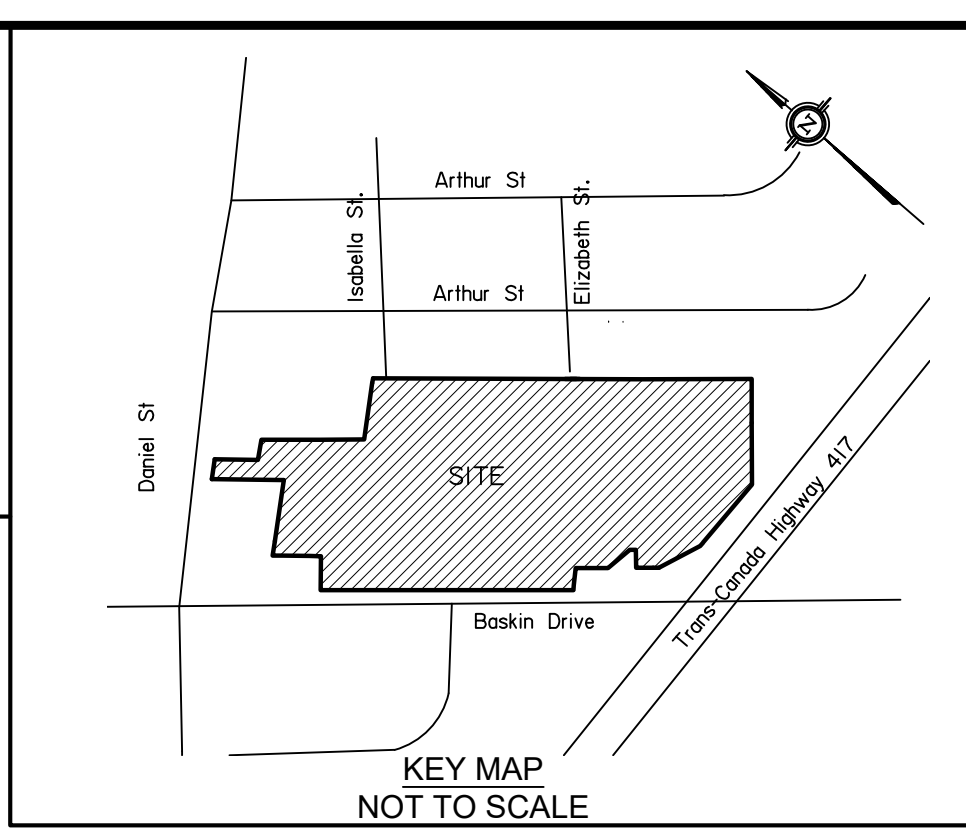 N
Arthur St
Isabella St.
Elizabeth St.
Arthur St
Daniel St
SITE
Trans-Canada Highway 417
Baskin Drive
KEY MAP
NOT TO SCALE